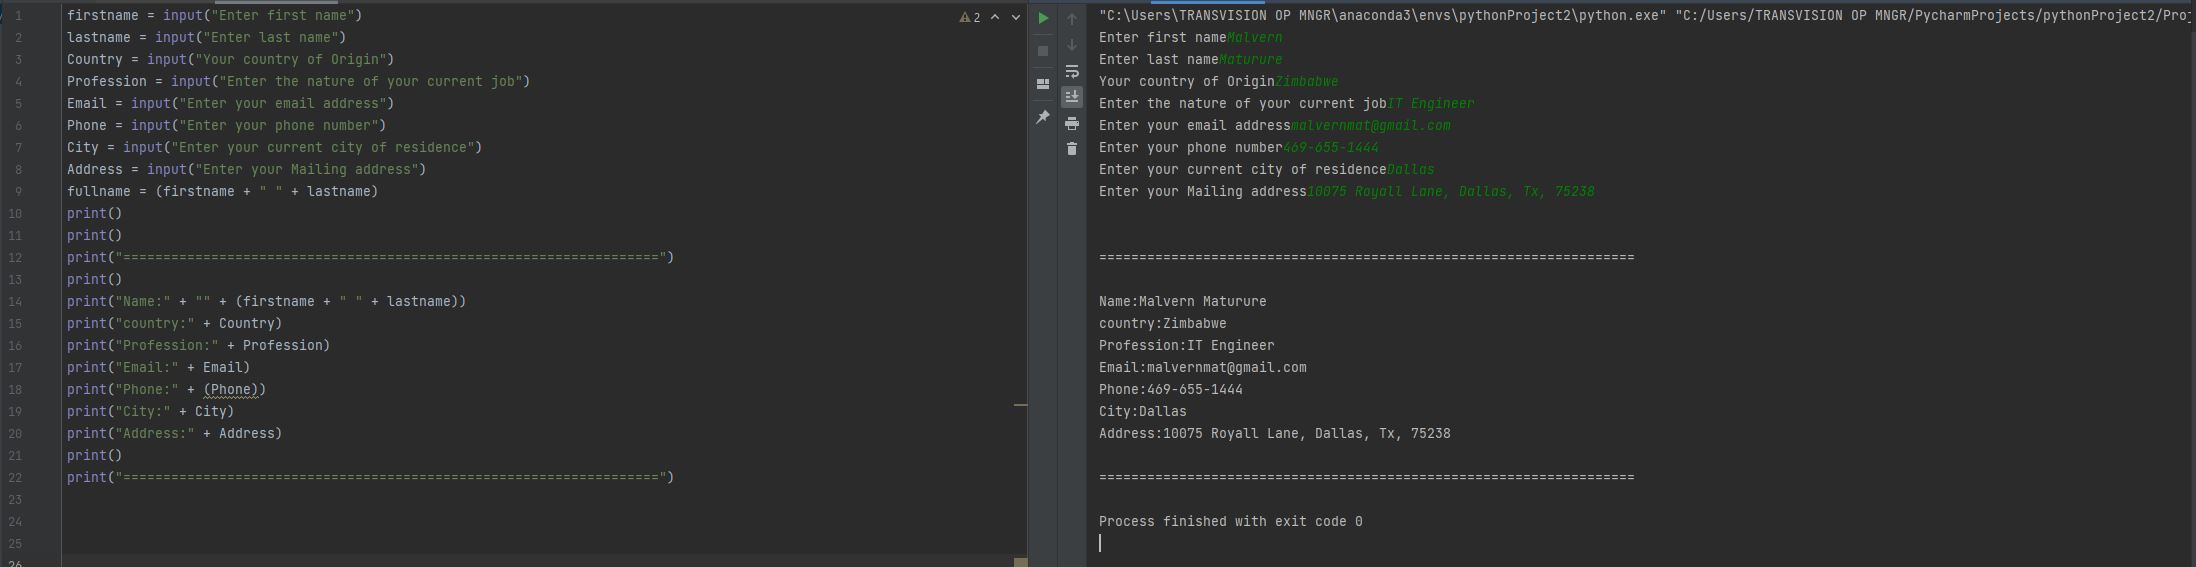 1 firstname = input("Enter first name")
2 lastname = input("Enter last name")
3 Country = input("Your country of Origin")
4 Profession = input("Enter the nature of your current job")
5 Email = input("Enter your email address")
6 Phone = input("Enter your phone number")
7 City = input("Enter your current city of residence")
8 Address = input("Enter your Mailing address")
9 fullname = (firstname + " " + lastname)
10 print()
11 print()
12 print("===================================================================")
13 print()
14 print("Name:" + "" + (firstname + " " + lastname))
15 print("country:" + Country)
16 print("Profession:" + Profession)
17 print("Email:" + Email)
18 print("Phone:" + (Phone))
19 print("City:" + City)
20 print("Address:" + Address)
21 print()
22 print("===================================================================")
23
24
25
26
2
"C:\Users\TRANSVISION OP MNGR\anaconda3\envs\pythonProject2\python.exe" "C:/Users/TRANSVISION OP MNGR/PycharmProjects/pythonProject2/Proj
Enter first nameMalvern
Enter last nameMaturure
Your country of OriginZimbabwe
Enter the nature of your current jobIT Engineer
Enter your email addressmalvernmat@gmail.com
Enter your phone number469-655-1444
Enter your current city of residenceDallas
Enter your Mailing address10075 Royall Lane, Dallas, Tx, 75238
===================================================================
Name:Malvern Maturure
country:Zimbabwe
Profession:IT Engineer
Email:malvernmat@gmail.com
Phone:469-655-1444
City:Dallas
Address:10075 Royall Lane, Dallas, Tx, 75238
===================================================================
Process finished with exit code 0